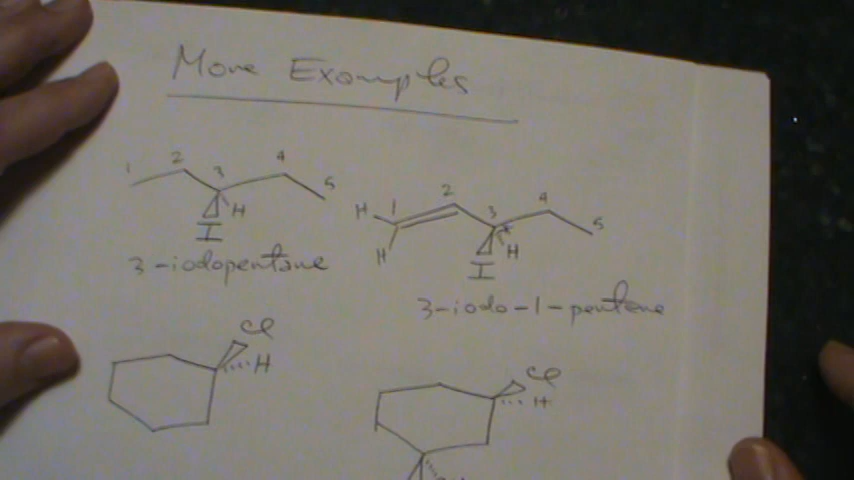 More Examples
1 2 3 4 5
H
I
3-iodopentane
H 1 2 3 4 5
H * H
I
3-iodo-1-pentene
Cl
H
Cl
H